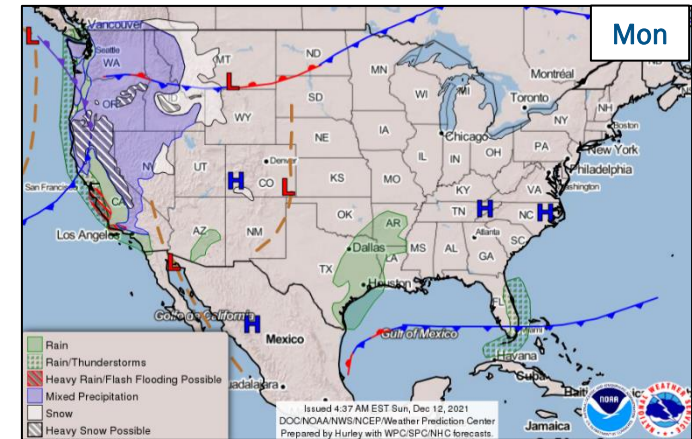 Mon
Vancouver
L
Seattle
WA
MT
ND
MN
Montréal
L
OR
ID
SD
WI
MI
Toronto
NH
WY
NY
Boston
IA
Chicago
PA
New York
NE
NV
UT
Denver
IL
IN
OH
Philadelphia
H
CO
L
KS
MO
VA
Washington
San Francisco
KY
CA
OK
TN
H
NC
H
Los Angeles
AZ
NM
AR
Atlanta
SC
Dallas
MS
AL
GA
L
TX
LA
Houston
FL
Golfo de California
H
Mexico
Gulf of Mexico
Miami
Havana
Cuba
Rain
Rain/Thunderstorms
Heavy Rain/Flash Flooding Possible
Mixed Precipitation
Snow
Heavy Snow Possible
Guadalajara
Issued 4:37 AM EST Sun, Dec 12, 2021
DOC/NOAA/NWS/NCEP/Weather Prediction Center
Prepared by Hurley with WPC/SPC/NHC forecasts.
Jamaica
NOAA